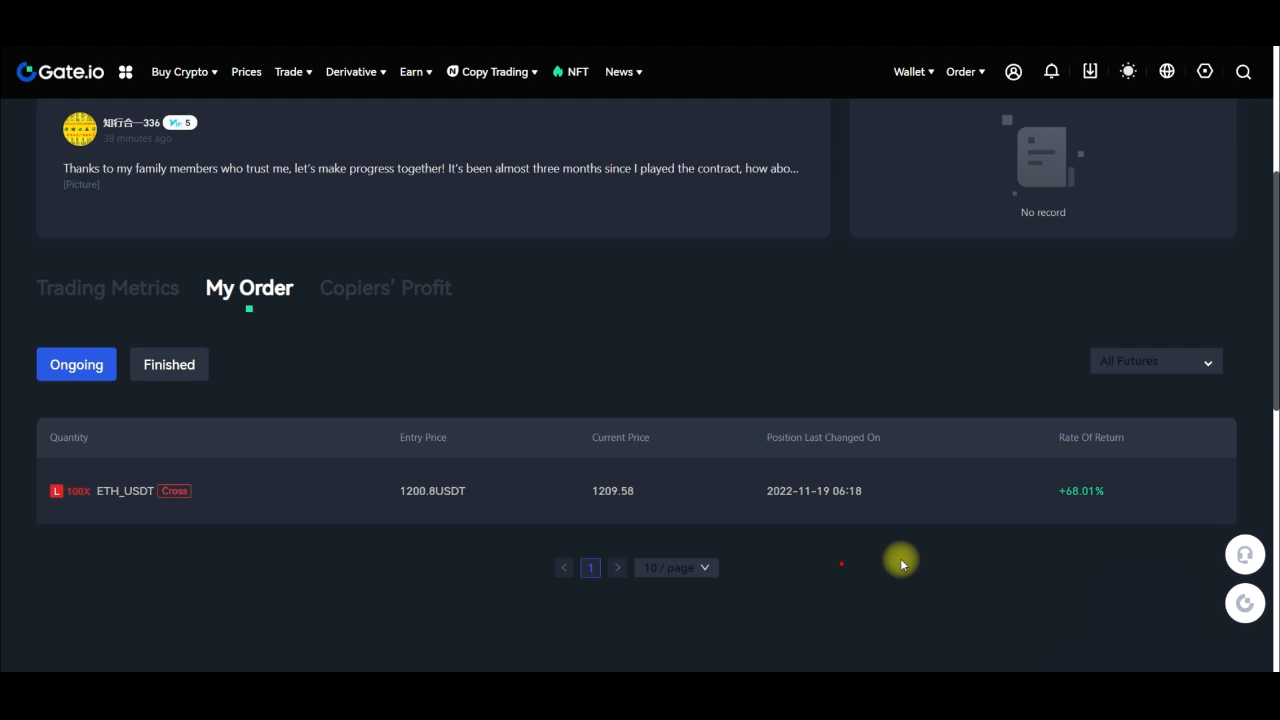 Gate.io Buy Crypto Prices Trade Derivative Earn N Copy Trading NFT News Wallet Order
知行合一336 VIP 5
38 minutes ago
Thanks to my family members who trust me, let's make progress together! It's been almost three months since I played the contract, how abo...
[Picture]
No record
Trading Metrics My Order Copiers' Profit
Ongoing Finished All Futures
Quantity Entry Price Current Price Position Last Changed On Rate Of Return
L 100X ETH_USDT Cross 1200.8USDT 1209.58 2022-11-19 06:18 +68.01%
< 1 > 10 / page